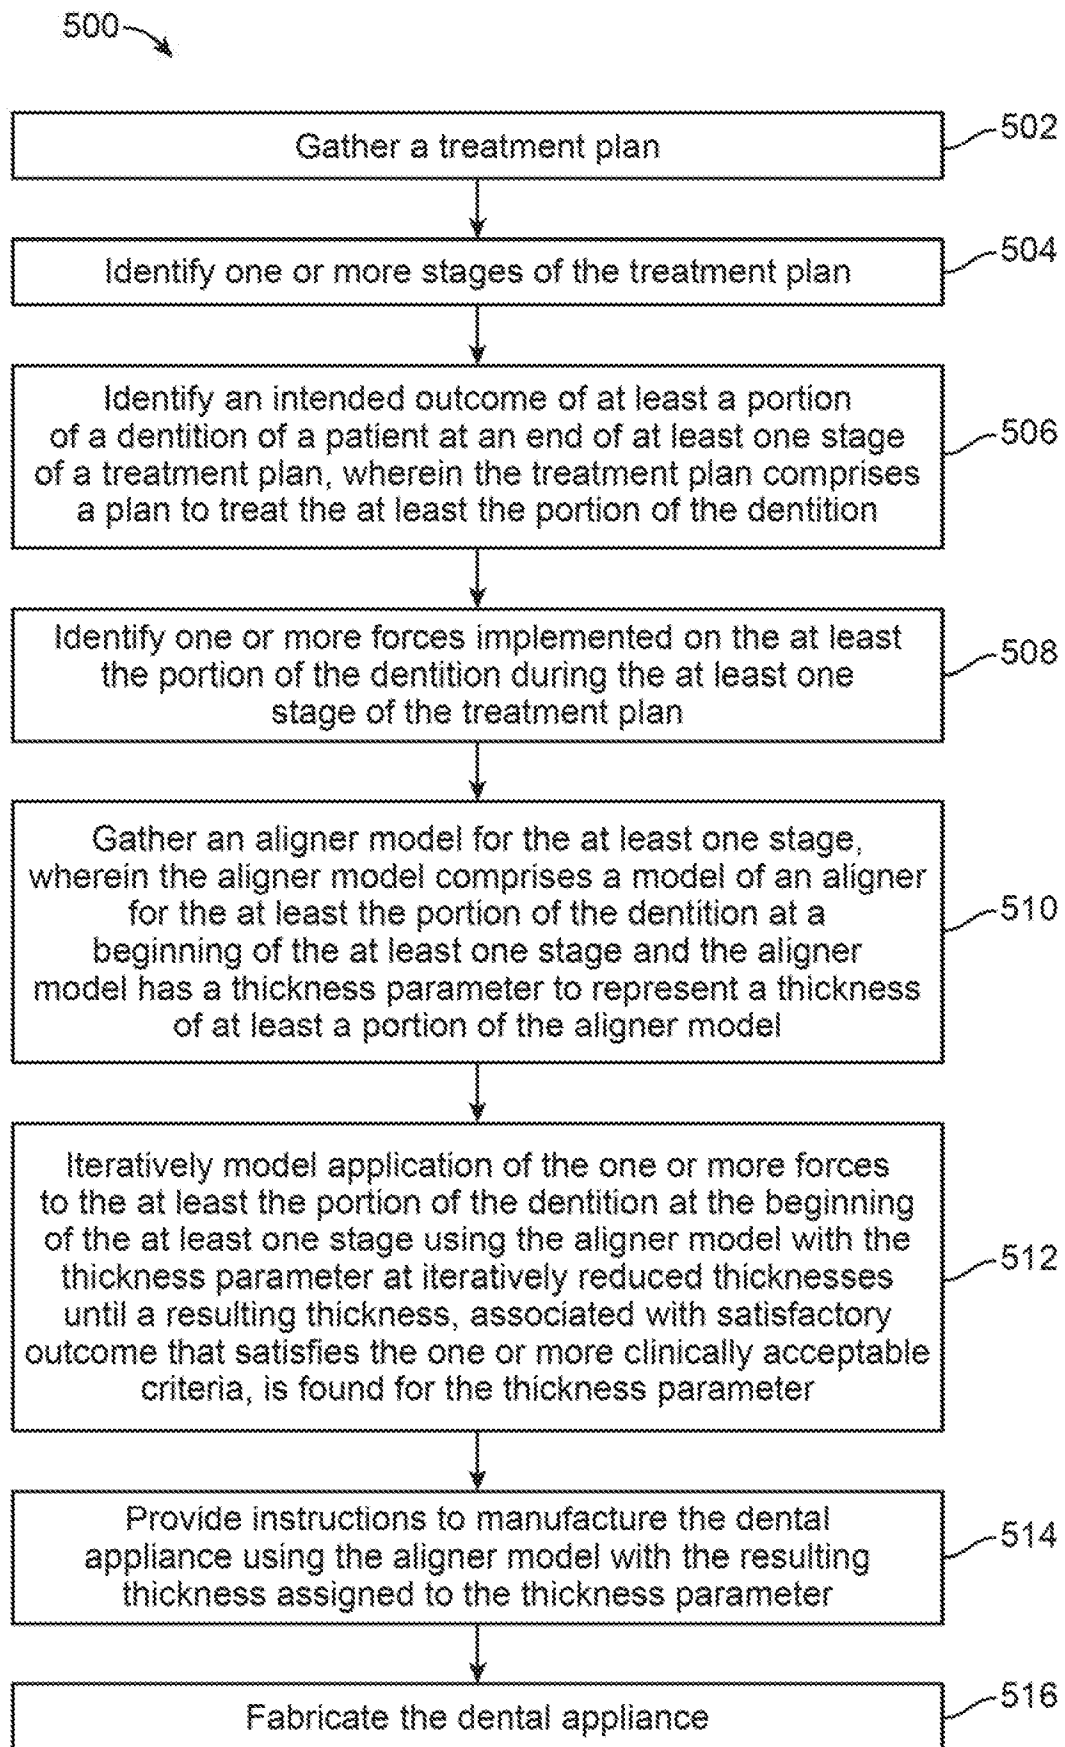 500
Gather a treatment plan
502
Identify one or more stages of the treatment plan
504
Identify an intended outcome of at least a portion
of a dentition of a patient at an end of at least one stage
of a treatment plan, wherein the treatment plan comprises
a plan to treat the at least the portion of the dentition
506
Identify one or more forces implemented on the at least
the portion of the dentition during the at least one
stage of the treatment plan
508
Gather an aligner model for the at least one stage,
wherein the aligner model comprises a model of an aligner
for the at least the portion of the dentition at a
beginning of the at least one stage and the aligner
model has a thickness parameter to represent a thickness
of at least a portion of the aligner model
510
Iteratively model application of the one or more forces
to the at least the portion of the dentition at the beginning
of the at least one stage using the aligner model with the
thickness parameter at iteratively reduced thicknesses
until a resulting thickness, associated with satisfactory
outcome that satisfies the one or more clinically acceptable
criteria, is found for the thickness parameter
512
Provide instructions to manufacture the dental
appliance using the aligner model with the resulting
thickness assigned to the thickness parameter
514
Fabricate the dental appliance
516